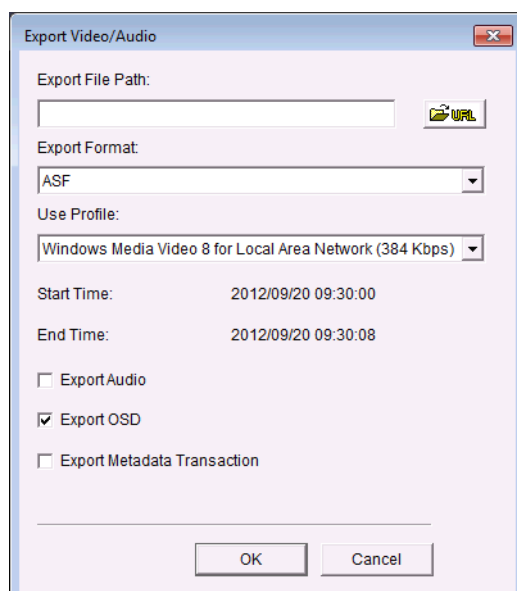 Export Video/Audio
Export File Path:
URL
Export Format:
ASF
Use Profile:
Windows Media Video 8 for Local Area Network (384 Kbps)
Start Time: 2012/09/20 09:30:00
End Time: 2012/09/20 09:30:08
Export Audio
Export OSD
Export Metadata Transaction
OK Cancel